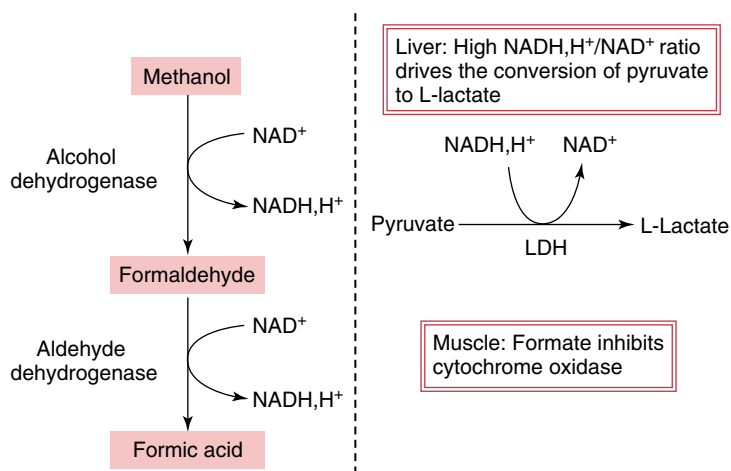 Methanol
Alcohol
dehydrogenase
NAD⁺
NADH,H⁺
Formaldehyde
Aldehyde
dehydrogenase
NAD⁺
NADH,H⁺
Formic acid
Liver: High NADH,H⁺/NAD⁺ ratio
drives the conversion of pyruvate
to L-lactate
NADH,H⁺ NAD⁺
Pyruvate L-Lactate
LDH
Muscle: Formate inhibits
cytochrome oxidase